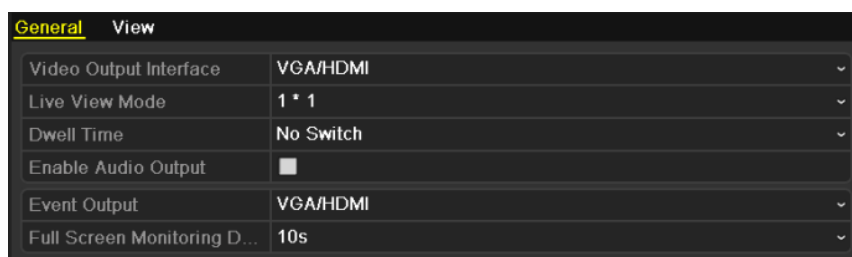 General View
Video Output Interface VGA/HDMI
Live View Mode 1 * 1
Dwell Time No Switch
Enable Audio Output
Event Output VGA/HDMI
Full Screen Monitoring D... 10s